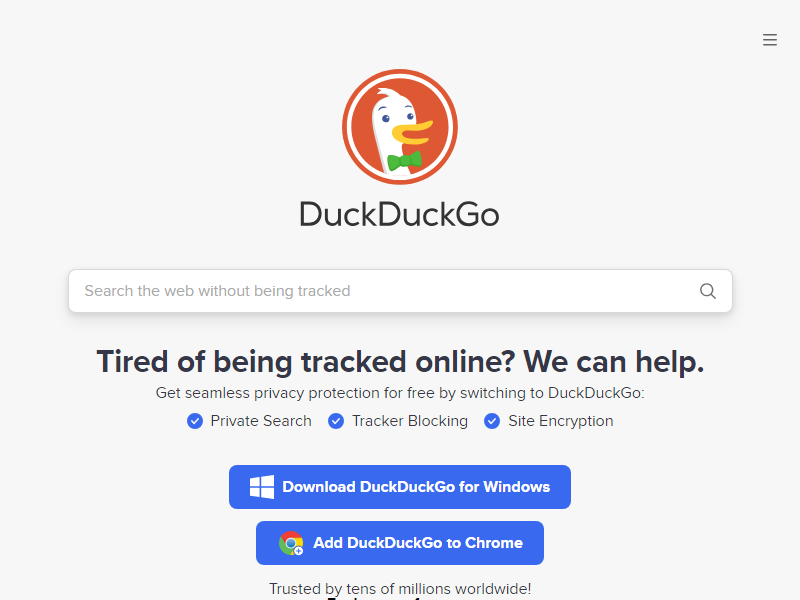 DuckDuckGo
Search the web without being tracked
Tired of being tracked online? We can help.
Get seamless privacy protection for free by switching to DuckDuckGo:
Private Search Tracker Blocking Site Encryption
Download DuckDuckGo for Windows
Add DuckDuckGo to Chrome
Trusted by tens of millions worldwide!